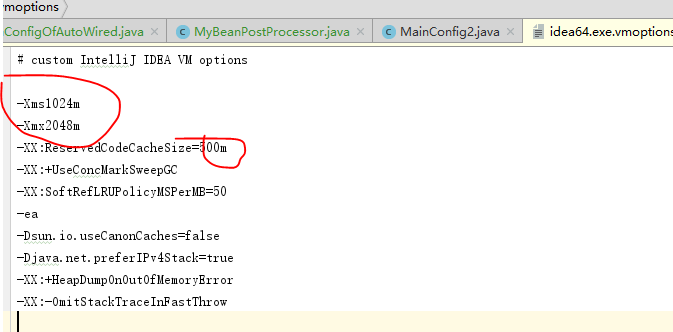 vmoptions
ConfigOfAutoWired.java
MyBeanPostProcessor.java
MainConfig2.java
idea64.exe.vmoptions
# custom IntelliJ IDEA VM options
-Xms1024m
-Xmx2048m
-XX:ReservedCodeCacheSize=500m
-XX:+UseConcMarkSweepGC
-XX:SoftRefLRUPolicyMSPerMB=50
-ea
-Dsun.io.useCanonCaches=false
-Djava.net.preferIPv4Stack=true
-XX:+HeapDumpOnOutOfMemoryError
-XX:-OmitStackTraceInFastThrow